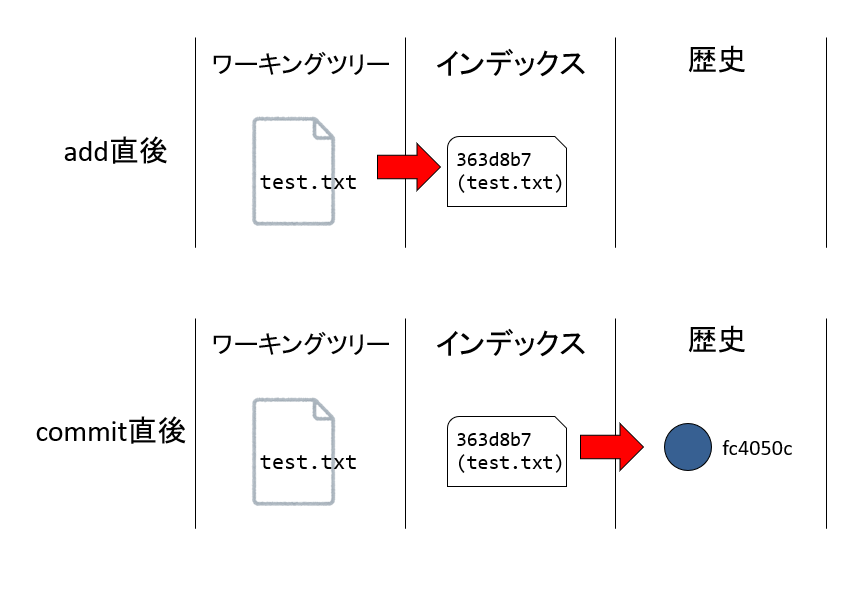 ワーキングツリー
インデックス
歴史
add直後
test.txt
363d8b7
(test.txt)
ワーキングツリー
インデックス
歴史
commit直後
test.txt
363d8b7
(test.txt)
fc4050c